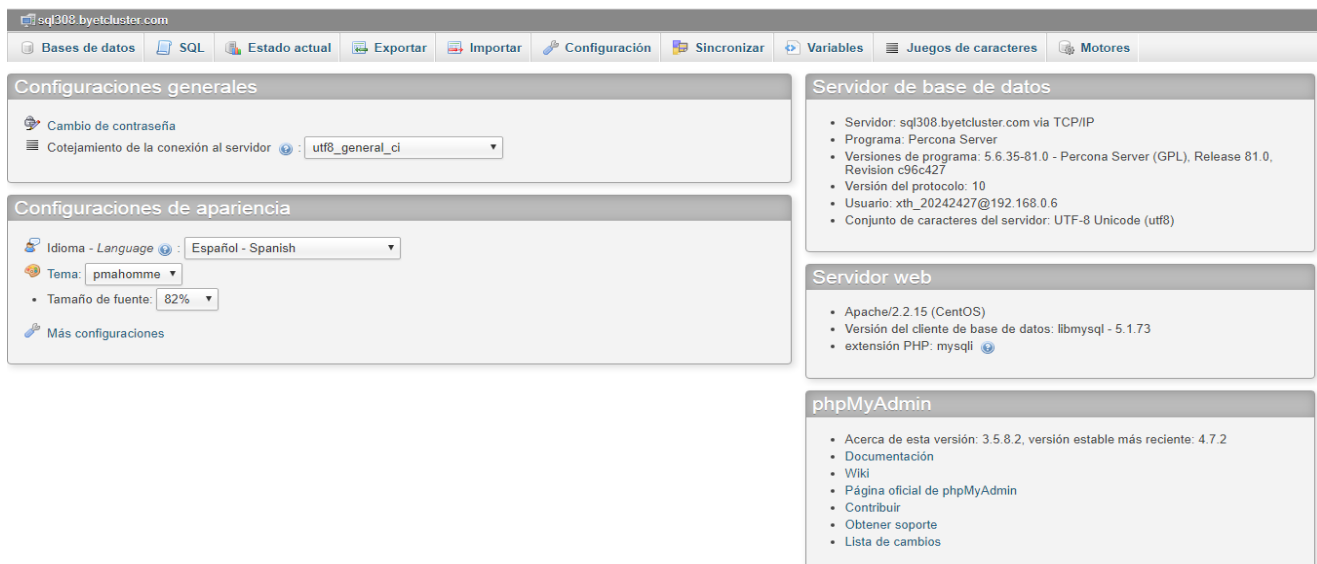 sql308.byetcluster.com
Bases de datos SQL Estado actual Exportar Importar Configuración Sincronizar Variables Juegos de caracteres Motores
Configuraciones generales
Cambio de contraseña
Cotejamiento de la conexión al servidor : utf8_general_ci
Configuraciones de apariencia
Idioma - Language : Español - Spanish
Tema: pmahomme
Tamaño de fuente: 82%
Más configuraciones
Servidor de base de datos
Servidor: sql308.byetcluster.com via TCP/IP
Programa: Percona Server
Versiones de programa: 5.6.35-81.0 - Percona Server (GPL), Release 81.0,
Revision c96c427
Versión del protocolo: 10
Usuario: xth_20242427@192.168.0.6
Conjunto de caracteres del servidor: UTF-8 Unicode (utf8)
Servidor web
Apache/2.2.15 (CentOS)
Versión del cliente de base de datos: libmysql - 5.1.73
extensión PHP: mysqli
phpMyAdmin
Acerca de esta versión: 3.5.8.2, versión estable más reciente: 4.7.2
Documentación
Wiki
Página oficial de phpMyAdmin
Contribuir
Obtener soporte
Lista de cambios